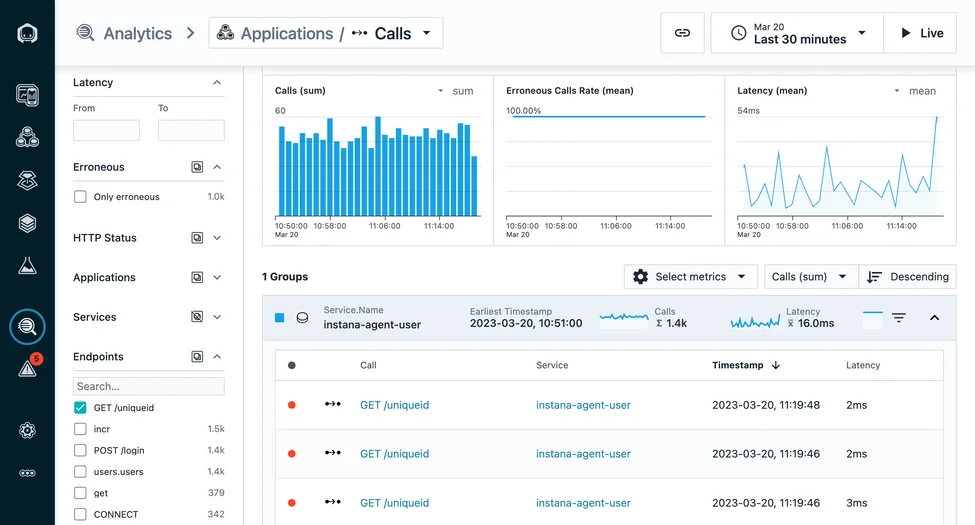 Analytics
Applications / Calls
Mar 20
Last 30 minutes
Live
5
Latency
From
To
Erroneous
Only erroneous
1.0k
HTTP Status
Applications
Services
Endpoints
Search...
GET /uniqueid
incr
1.5k
POST /login
1.4k
users.users
1.4k
get
379
CONNECT
342
Calls (sum)
sum
60
10:50:00 10:58:00 11:06:00 11:14:00
Mar 20
Erroneous Calls Rate (mean)
100.00%
10:50:00 10:58:00 11:06:00 11:14:00
Mar 20
Latency (mean)
mean
54ms
10:50:00 10:58:00 11:06:00 11:14:00
Mar 20
1 Groups
Select metrics
Calls (sum)
Descending
Service.Name
instana-agent-user
Earliest Timestamp
2023-03-20, 10:51:00
Calls
Σ 1.4k
Latency
x̅ 16.0ms
Call Service Timestamp Latency
GET /uniqueid instana-agent-user 2023-03-20, 11:19:48 2ms
GET /uniqueid instana-agent-user 2023-03-20, 11:19:46 2ms
GET /uniqueid instana-agent-user 2023-03-20, 11:19:46 3ms